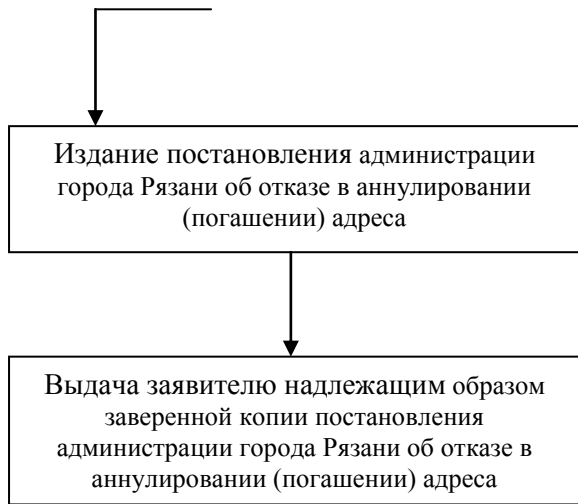 Издание постановления администрации
города Рязани об отказе в аннулировании
(погашении) адреса
Выдача заявителю надлежащим образом
заверенной копии постановления
администрации города Рязани об отказе в
аннулировании (погашении) адреса